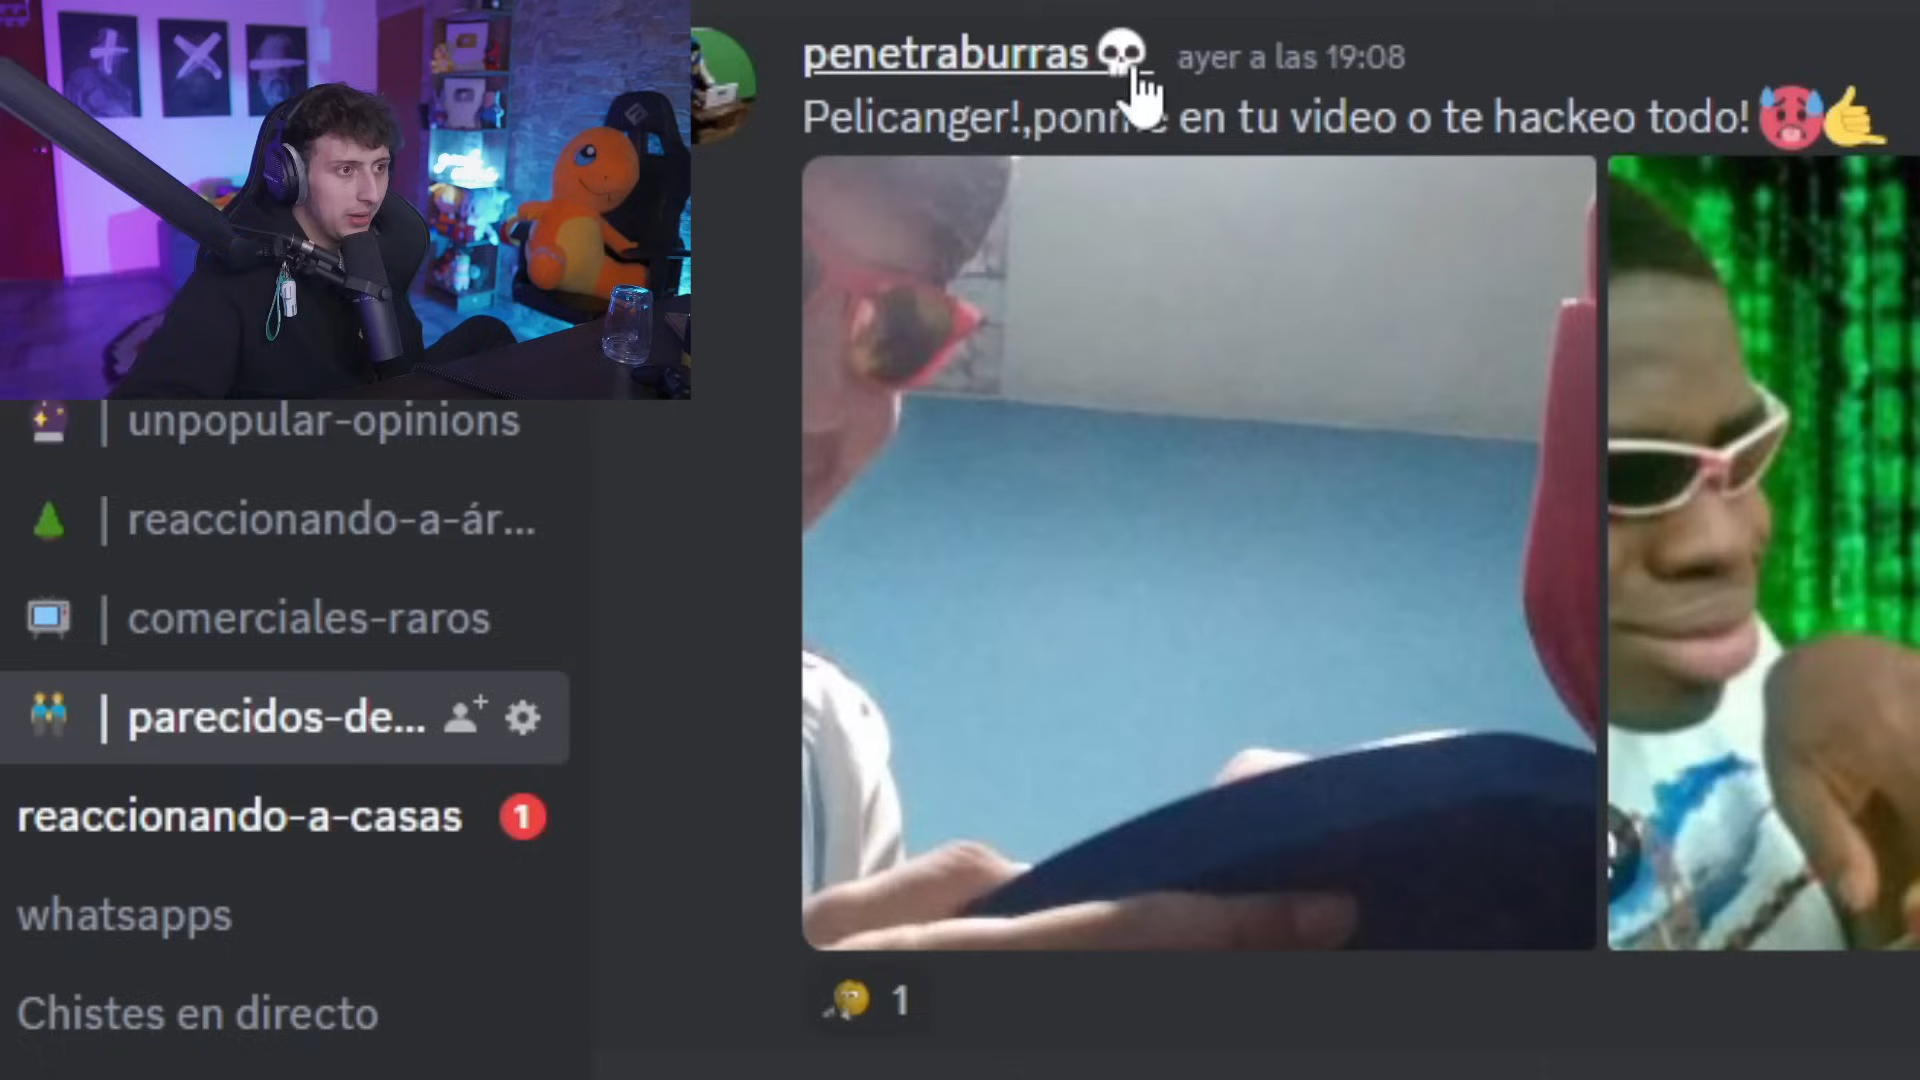 penetraburras💀 ayer a las 19:08
en tu video o te hackeo todo!🥵🤙
Pelicanger!,
unpopular-opinions
reaccionando-a-ár...
comerciales-raros
parecidos-de...
reaccionando-a-casas 1
whatsapps
Chistes en directo
1